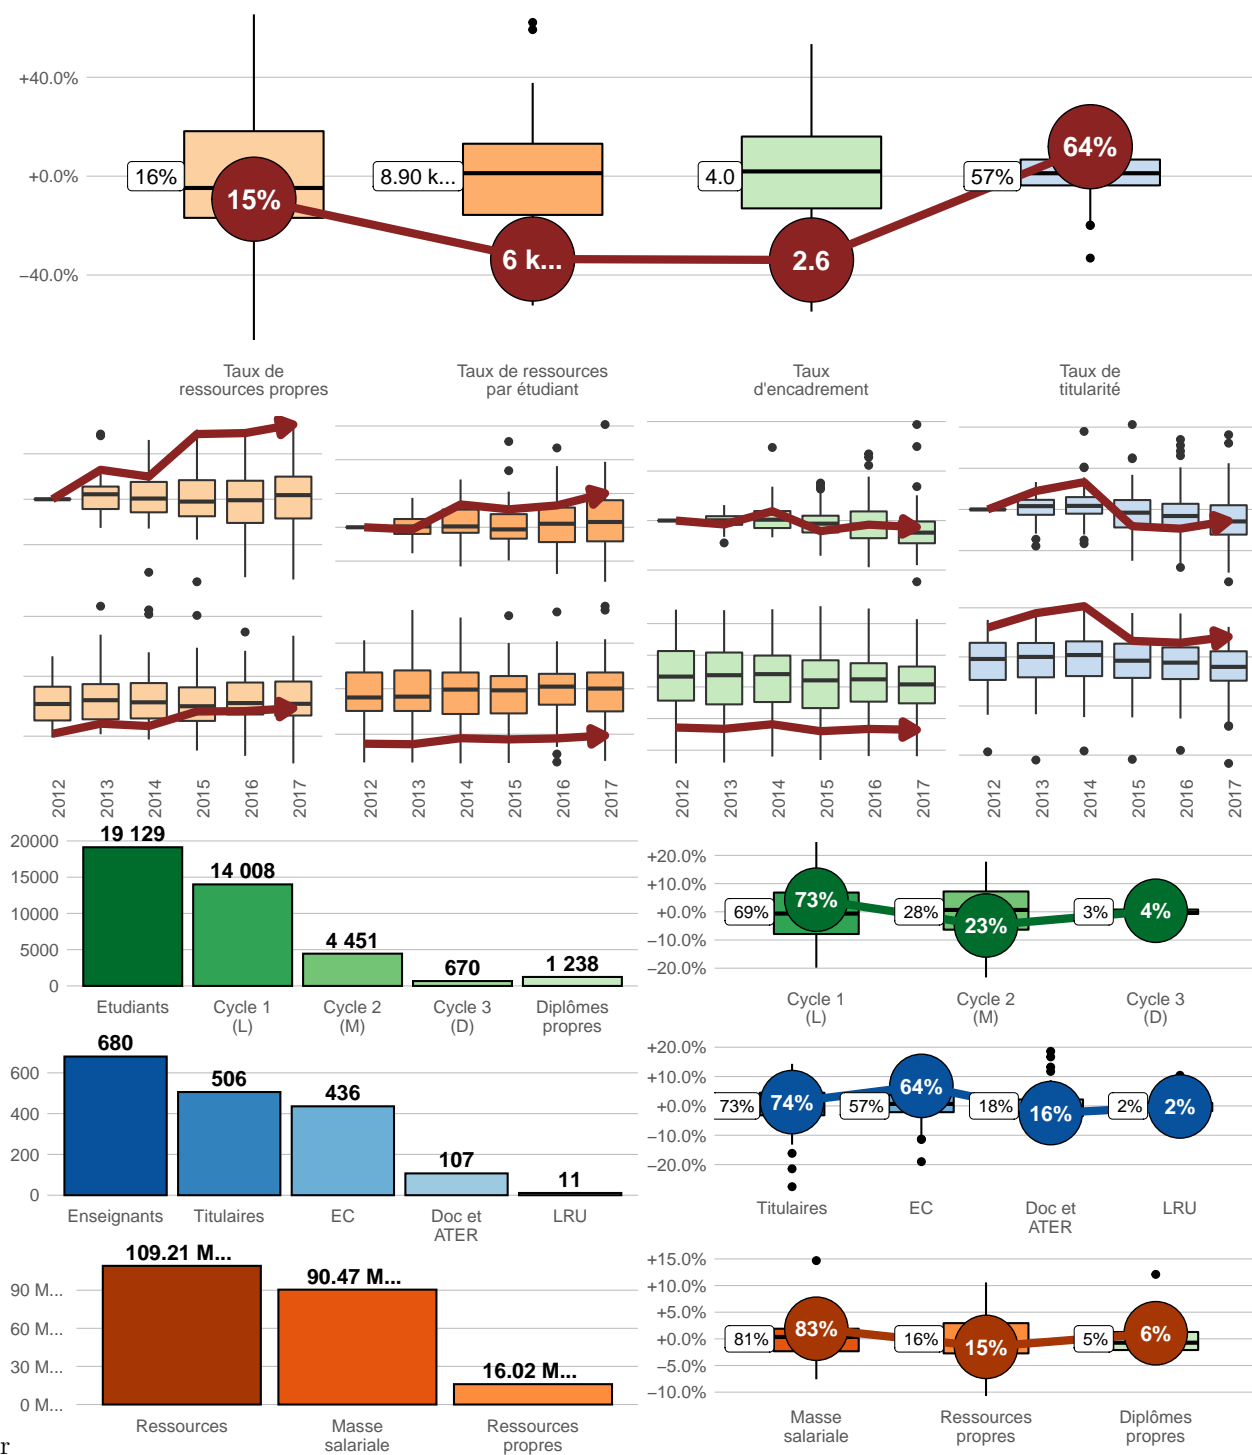 +40.0%
+0.0%
−40.0%
16%
8.90 k...
4.0
57%
15%
6 k...
2.6
64%
Taux de
ressources propres
Taux de ressources
par étudiant
Taux
d'encadrement
Taux de
titularité
2012
2013
2014
2015
2016
2017
2012
2013
2014
2015
2016
2017
2012
2013
2014
2015
2016
2017
2012
2013
2014
2015
2016
2017
20000
15000
10000
5000
0
19 129
14 008
4 451
670
1 238
Etudiants
Cycle 1
(L)
Cycle 2
(M)
Cycle 3
(D)
Diplômes
propres
+20.0%
+10.0%
+0.0%
−10.0%
−20.0%
69%
73%
28%
23%
3%
4%
Cycle 1
(L)
Cycle 2
(M)
Cycle 3
(D)
600
400
200
0
680
506
436
107
11
Enseignants
Titulaires
EC
Doc et
ATER
LRU
+20.0%
+10.0%
+0.0%
−10.0%
−20.0%
73%
74%
57%
64%
18%
16%
2%
2%
Titulaires
EC
Doc et
ATER
LRU
90 M...
60 M...
30 M...
0 M...
109.21 M...
90.47 M...
16.02 M...
Ressources
Masse
salariale
Ressources
propres
+15.0%
+10.0%
+5.0%
+0.0%
−5.0%
−10.0%
81%
83%
16%
15%
5%
6%
Masse
salariale
Ressources
propres
Diplômes
propres
r